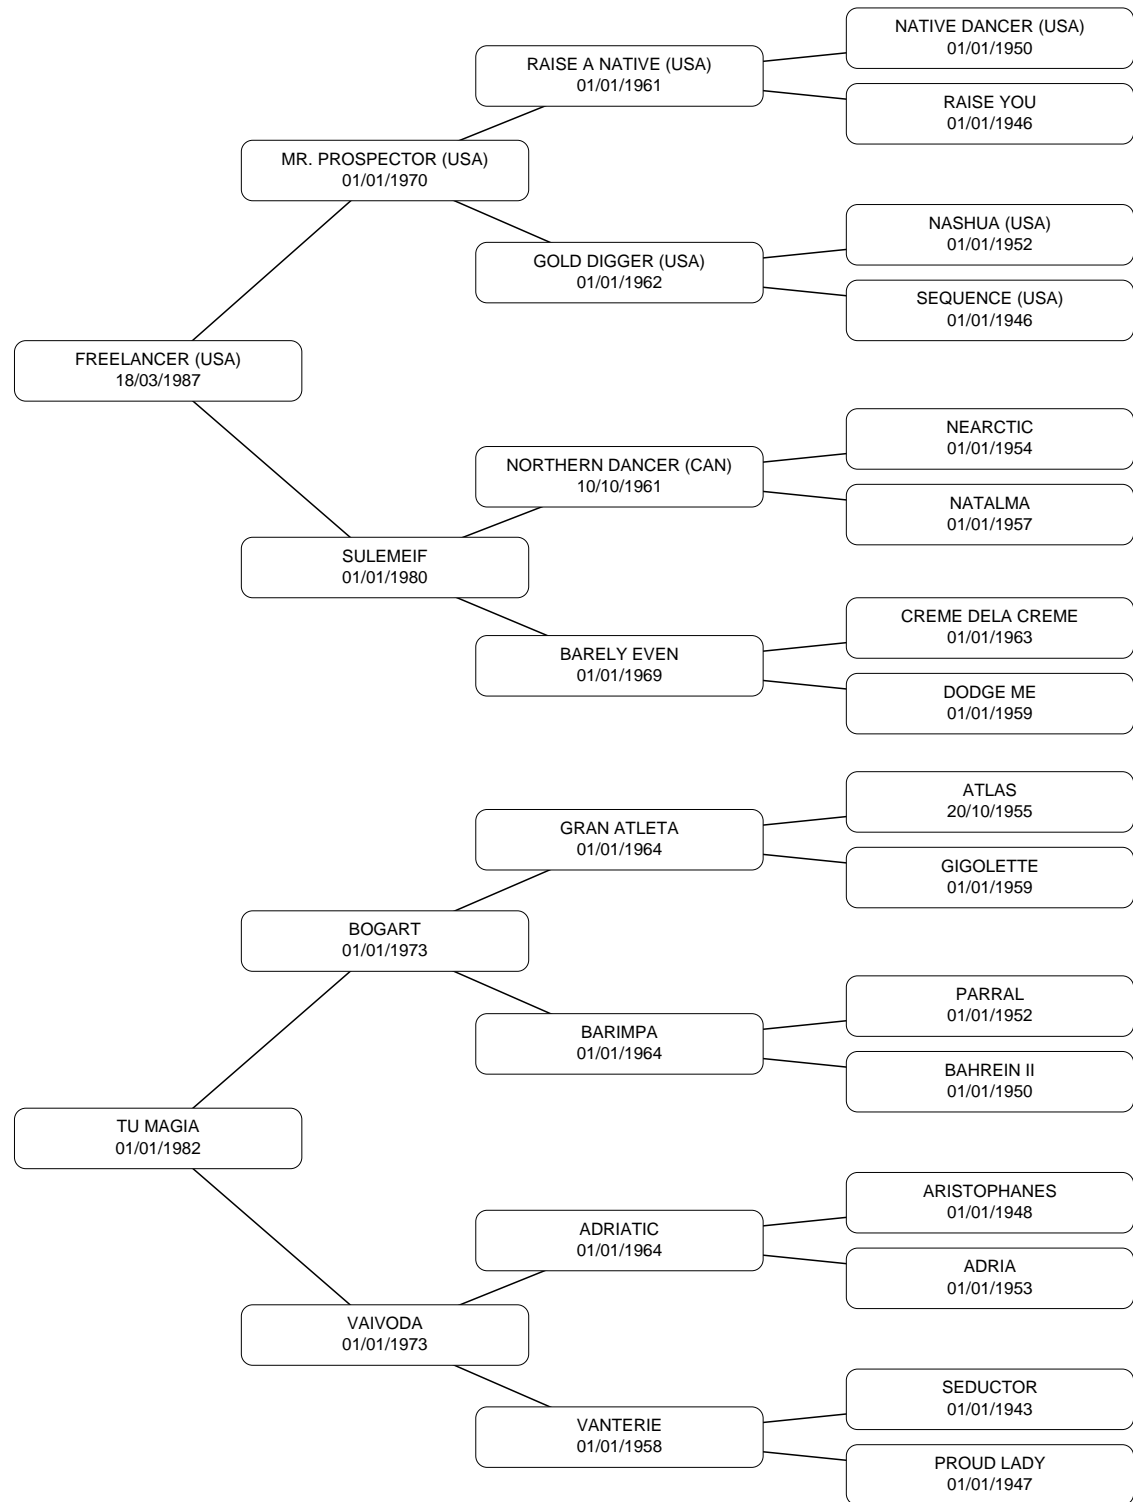 NATIVE DANCER (USA)
01/01/1950
RAISE A NATIVE (USA)
01/01/1961
RAISE YOU
01/01/1946
MR. PROSPECTOR (USA)
01/01/1970
NASHUA (USA)
01/01/1952
GOLD DIGGER (USA)
01/01/1962
SEQUENCE (USA)
01/01/1946
FREELANCER (USA)
18/03/1987
NEARCTIC
01/01/1954
NORTHERN DANCER (CAN)
10/10/1961
NATALMA
01/01/1957
SULEMEIF
01/01/1980
CREME DELA CREME
01/01/1963
BARELY EVEN
01/01/1969
DODGE ME
01/01/1959
ATLAS
20/10/1955
GRAN ATLETA
01/01/1964
GIGOLETTE
01/01/1959
BOGART
01/01/1973
PARRAL
01/01/1952
BARIMPA
01/01/1964
BAHREIN II
01/01/1950
TU MAGIA
01/01/1982
ARISTOPHANES
01/01/1948
ADRIATIC
01/01/1964
ADRIA
01/01/1953
VAIVODA
01/01/1973
SEDUCTOR
01/01/1943
VANTERIE
01/01/1958
PROUD LADY
01/01/1947